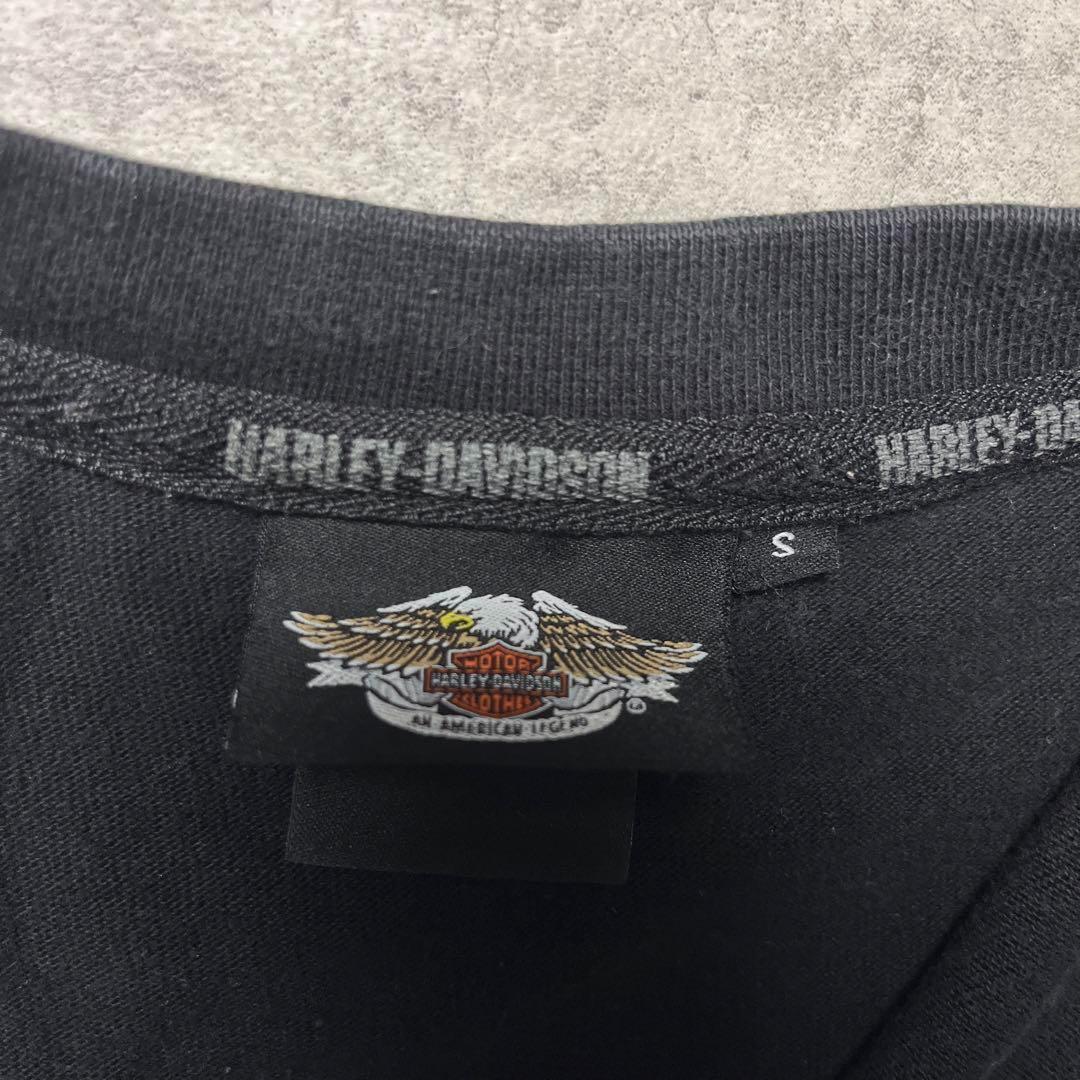 HARLEY-DAVIDSON
HARLEY-DA
S
MOTOR
HARLEY-DAVIDSON
CLOTHES
AN AMERICAN LEGEND
©